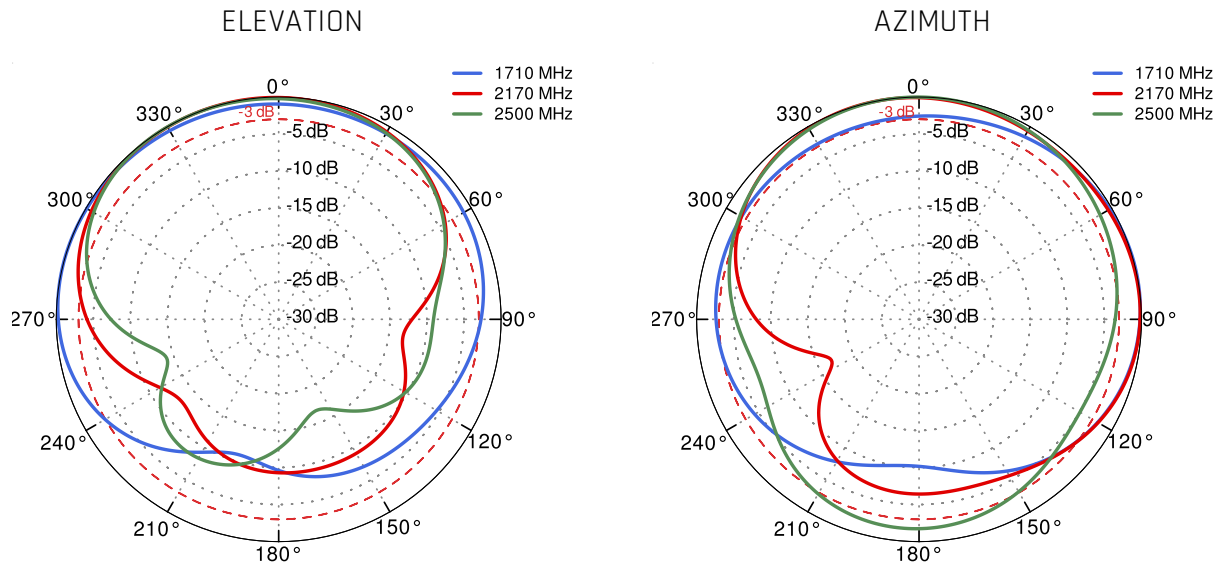 ELEVATION
1710 MHz
2170 MHz
2500 MHz
0°
30°
60°
90°
120°
150°
180°
210°
240°
270°
300°
330°
-3 dB
-5 dB
-10 dB
-15 dB
-20 dB
-25 dB
-30 dB
AZIMUTH
1710 MHz
2170 MHz
2500 MHz
0°
30°
60°
90°
120°
150°
180°
210°
240°
270°
300°
330°
-3 dB
-5 dB
-10 dB
-15 dB
-20 dB
-25 dB
-30 dB